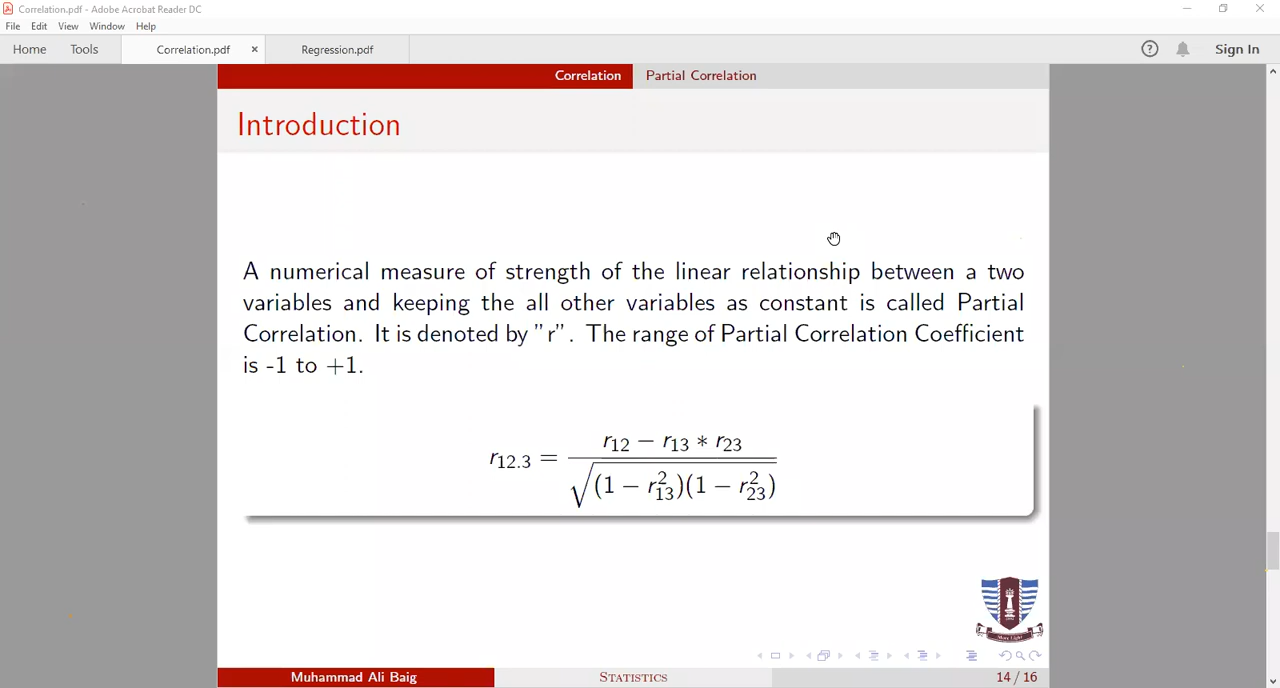 Correlation.pdf - Adobe Acrobat Reader DC
File Edit View Window Help
Home Tools Correlation.pdf × Regression.pdf ? Sign In
Correlation Partial Correlation
Introduction
A numerical measure of strength of the linear relationship between a two
variables and keeping the all other variables as constant is called Partial
Correlation. It is denoted by ”r”. The range of Partial Correlation Coefficient
is -1 to +1.
r12.3 = (r12 − r13 ∗ r23) / √((1 − r²13)(1 − r²23))
Muhammad Ali Baig Statistics 14 / 16